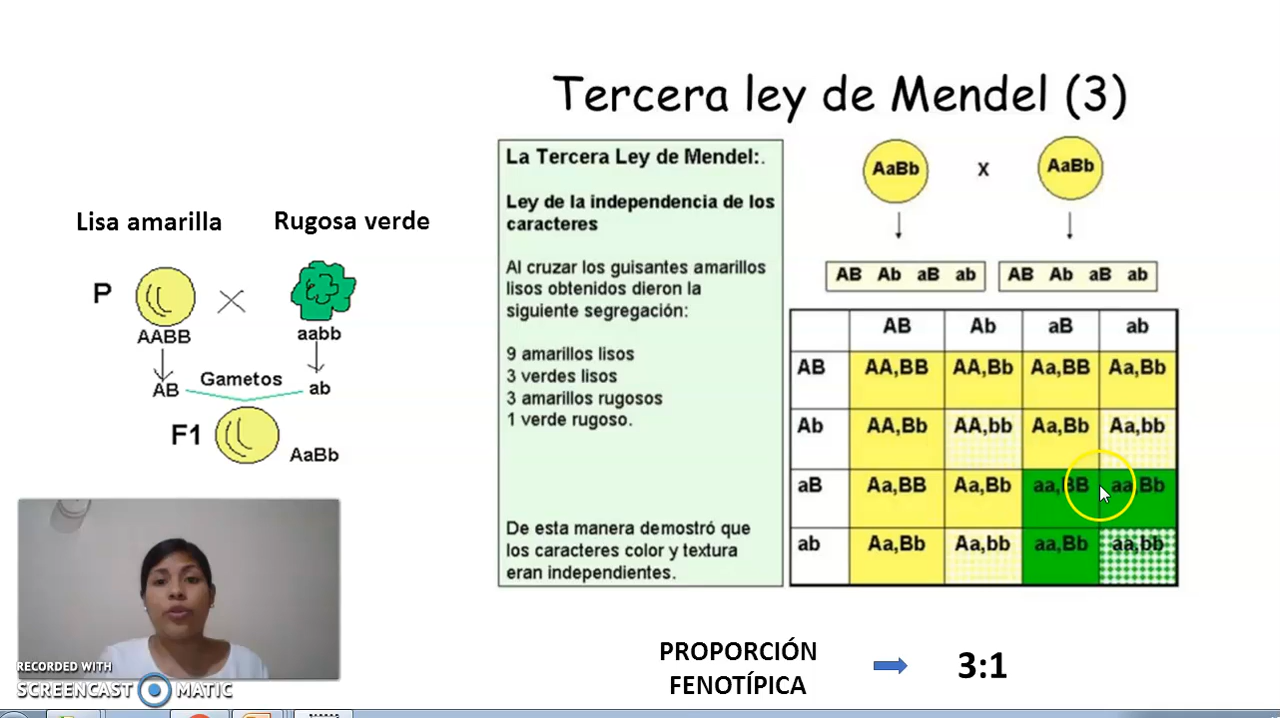 Tercera ley de Mendel (3)
Lisa amarilla
Rugosa verde
P
AABB
aabb
AB
Gametos
ab
F1
AaBb
La Tercera Ley de Mendel:.
Ley de la independencia de los
caracteres
Al cruzar los guisantes amarillos
lisos obtenidos dieron la
siguiente segregación:
9 amarillos lisos
3 verdes lisos
3 amarillos rugosos
1 verde rugoso.
De esta manera demostró que
los caracteres color y textura
eran independientes.
AaBb X AaBb
AB Ab aB ab AB Ab aB ab
AB Ab aB ab
AB AA,BB AA,Bb Aa,BB Aa,Bb
Ab AA,Bb AA,bb Aa,Bb Aa,bb
aB Aa,BB Aa,Bb aa,BB aa,Bb
ab Aa,Bb Aa,bb aa,Bb aa,bb
PROPORCIÓN
FENOTÍPICA
3:1
RECORDED WITH
SCREENCAST MATIC